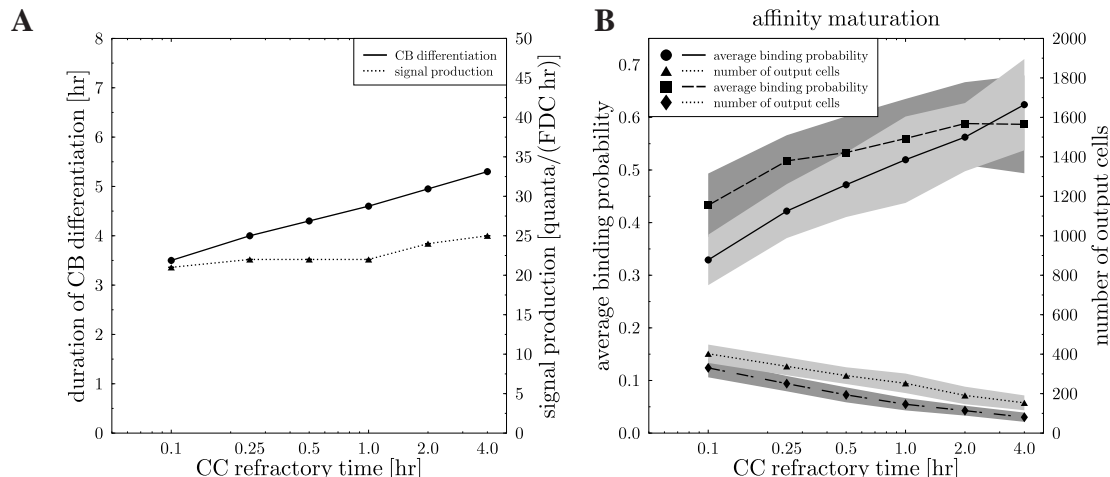 A
duration of CB differentiation [hr]
8
7
6
5
4
3
2
1
0
CB differentiation
signal production
50
45
40
35
30
25
20
15
10
5
0
signal production [quanta/(FDC hr)]
0.1 0.25 0.5 1.0 2.0 4.0
CC refractory time [hr]
B
affinity maturation
average binding probability
0.7
0.6
0.5
0.4
0.3
0.2
0.1
0.0
average binding probability
number of output cells
average binding probability
number of output cells
2000
1800
1600
1400
1200
1000
800
600
400
200
0
number of output cells
0.1 0.25 0.5 1.0 2.0 4.0
CC refractory time [hr]